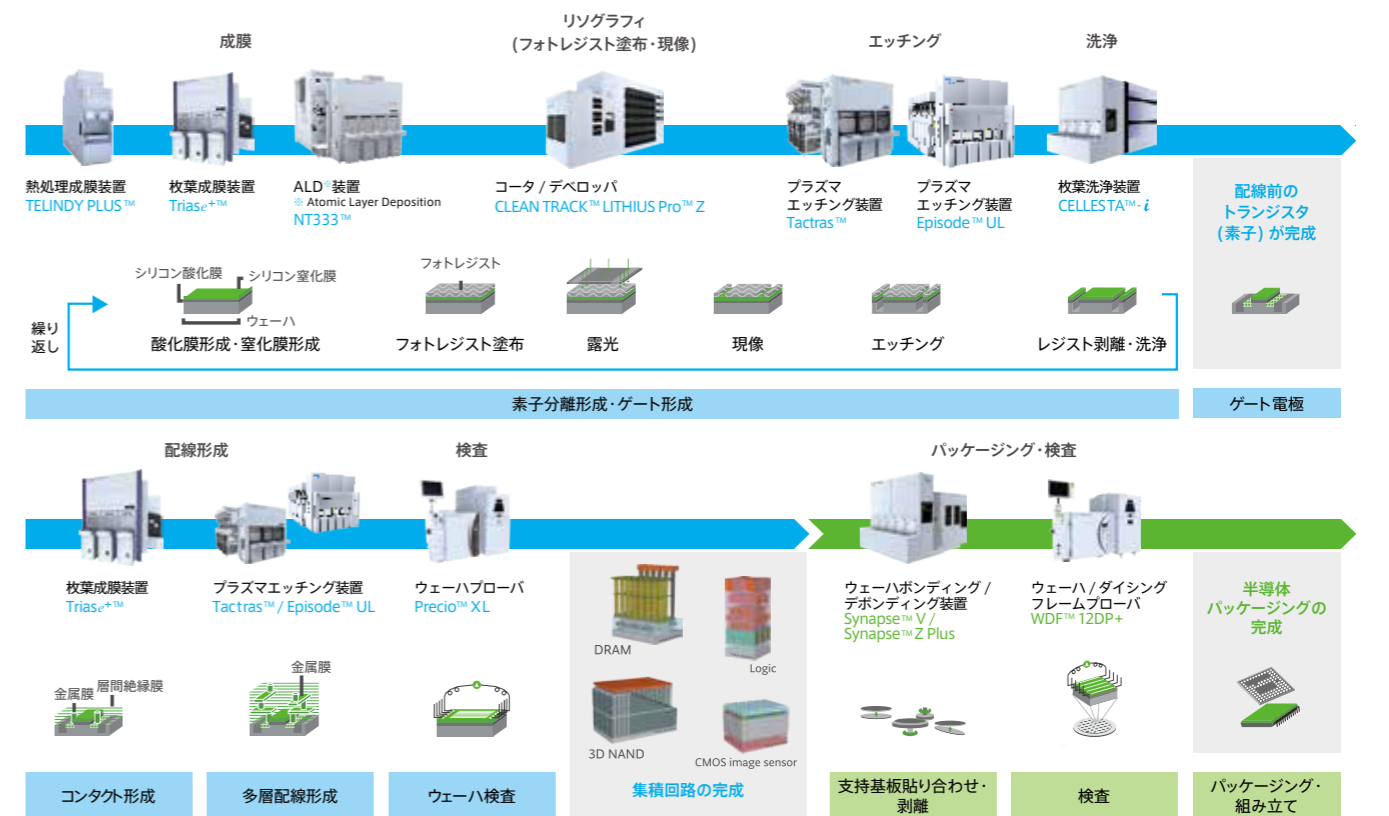 成膜
リソグラフィ
(フォトレジスト塗布・現像)
エッチング
洗浄
熱処理成膜装置
TELINDY PLUS™
枚葉成膜装置
Triase+™
ALD※装置
※ Atomic Layer Deposition
NT333™
コータ / デベロッパ
CLEAN TRACK™ LITHIUS Pro™ Z
プラズマ
エッチング装置
Tactras™
プラズマ
エッチング装置
Episode™ UL
枚葉洗浄装置
CELLESTA™-i
配線前の
トランジスタ
(素子) が完成
シリコン酸化膜
シリコン窒化膜
ウェーハ
フォトレジスト
繰り
返し
酸化膜形成・窒化膜形成
フォトレジスト塗布
露光
現像
エッチング
レジスト剥離・洗浄
素子分離形成・ゲート形成
ゲート電極
配線形成
検査
パッケージング・検査
枚葉成膜装置
Triase+™
プラズマエッチング装置
Tactras™ / Episode™ UL
ウェーハプローバ
Precio™ XL
ウェーハボンディング /
デボンディング装置
Synapse™ V /
Synapse™ Z Plus
ウェーハ / ダイシング
フレームプローバ
WDF™ 12DP+
半導体
パッケージングの
完成
金属膜
層間絶縁膜
金属膜
DRAM
Logic
3D NAND
CMOS image sensor
集積回路の完成
コンタクト形成
多層配線形成
ウェーハ検査
支持基板貼り合わせ・
剥離
検査
パッケージング・
組み立て